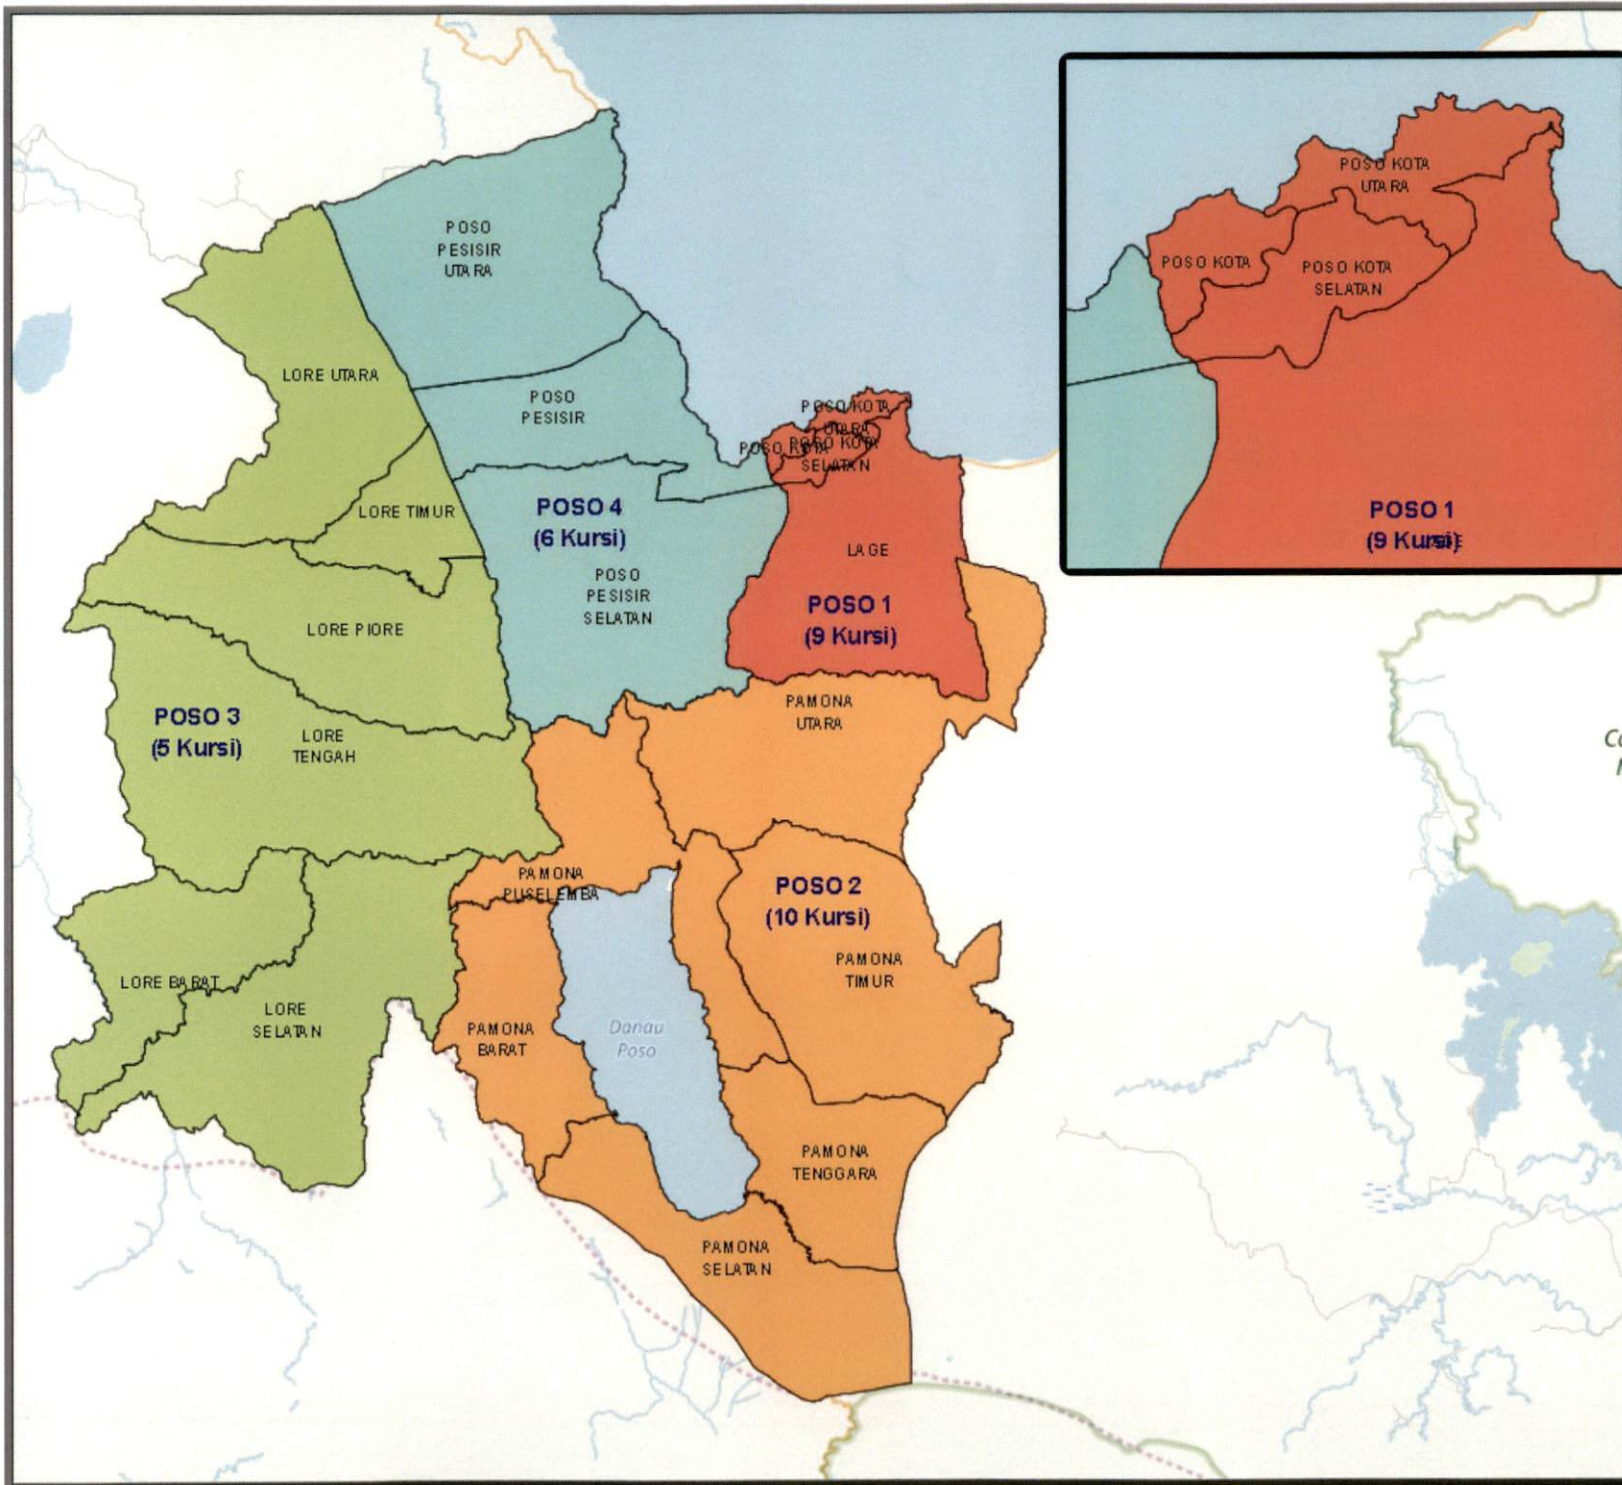 POSO
PESISIR
UTARA
LORE UTARA
POSO
PESISIR
POSO KOTA
UTARA
POSO KOTA
POSO KOTA
SELATAN
LORE TIMUR
POSO 4
(6 Kursi)
LAGE
POSO
PESISIR
SELATAN
POSO 1
(9 Kursi)
LORE PIORE
PAMONA
UTARA
POSO 3
(5 Kursi)
LORE
TENGAH
PAMONA
PUSELEMBA
POSO 2
(10 Kursi)
PAMONA
TIMUR
LORE BARAT
LORE
SELATAN
PAMONA
BARAT
Danau
Poso
PAMONA
TENGGARA
PAMONA
SELATAN
POSO KOTA
UTARA
POSO KOTA
POSO KOTA
SELATAN
POSO 1
(9 Kursi)